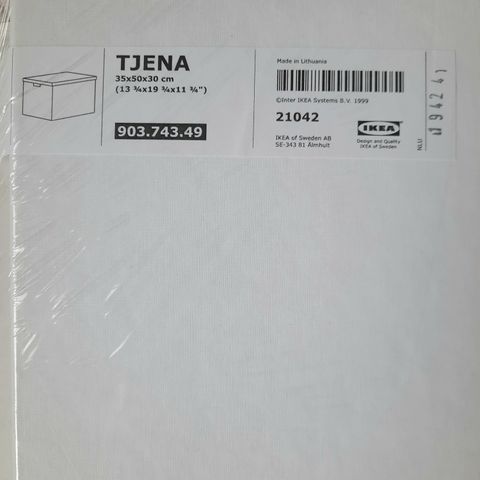 TJENA
35x50x30 cm
(13 ¾x19 ¾x11 ¾")
903.743.49
Made in Lithuania
©Inter IKEA Systems B.V. 1999
21042
IKEA of Sweden AB
SE-343 81 Älmhult
IKEA
Design and Quality
IKEA of Sweden
NLU